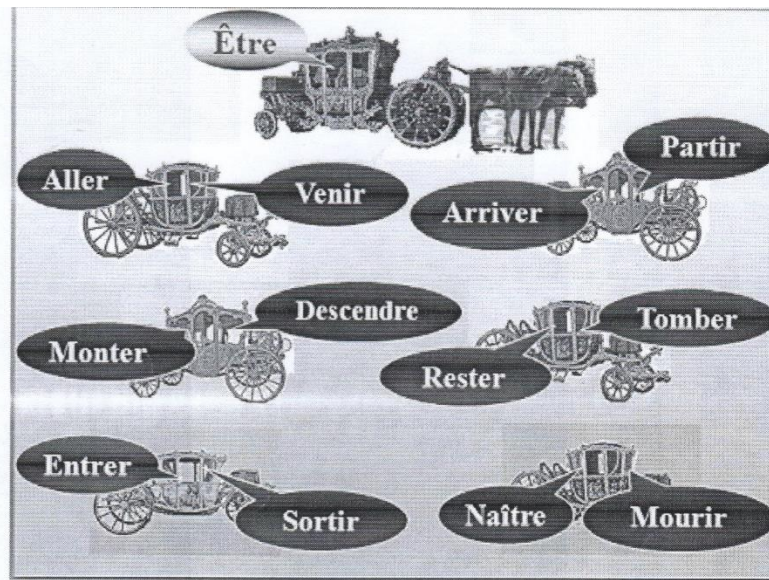 Être
Partir
Aller
Venir
Arriver
Descendre
Monter
Tomber
Rester
Entrer
Sortir
Naître
Mourir